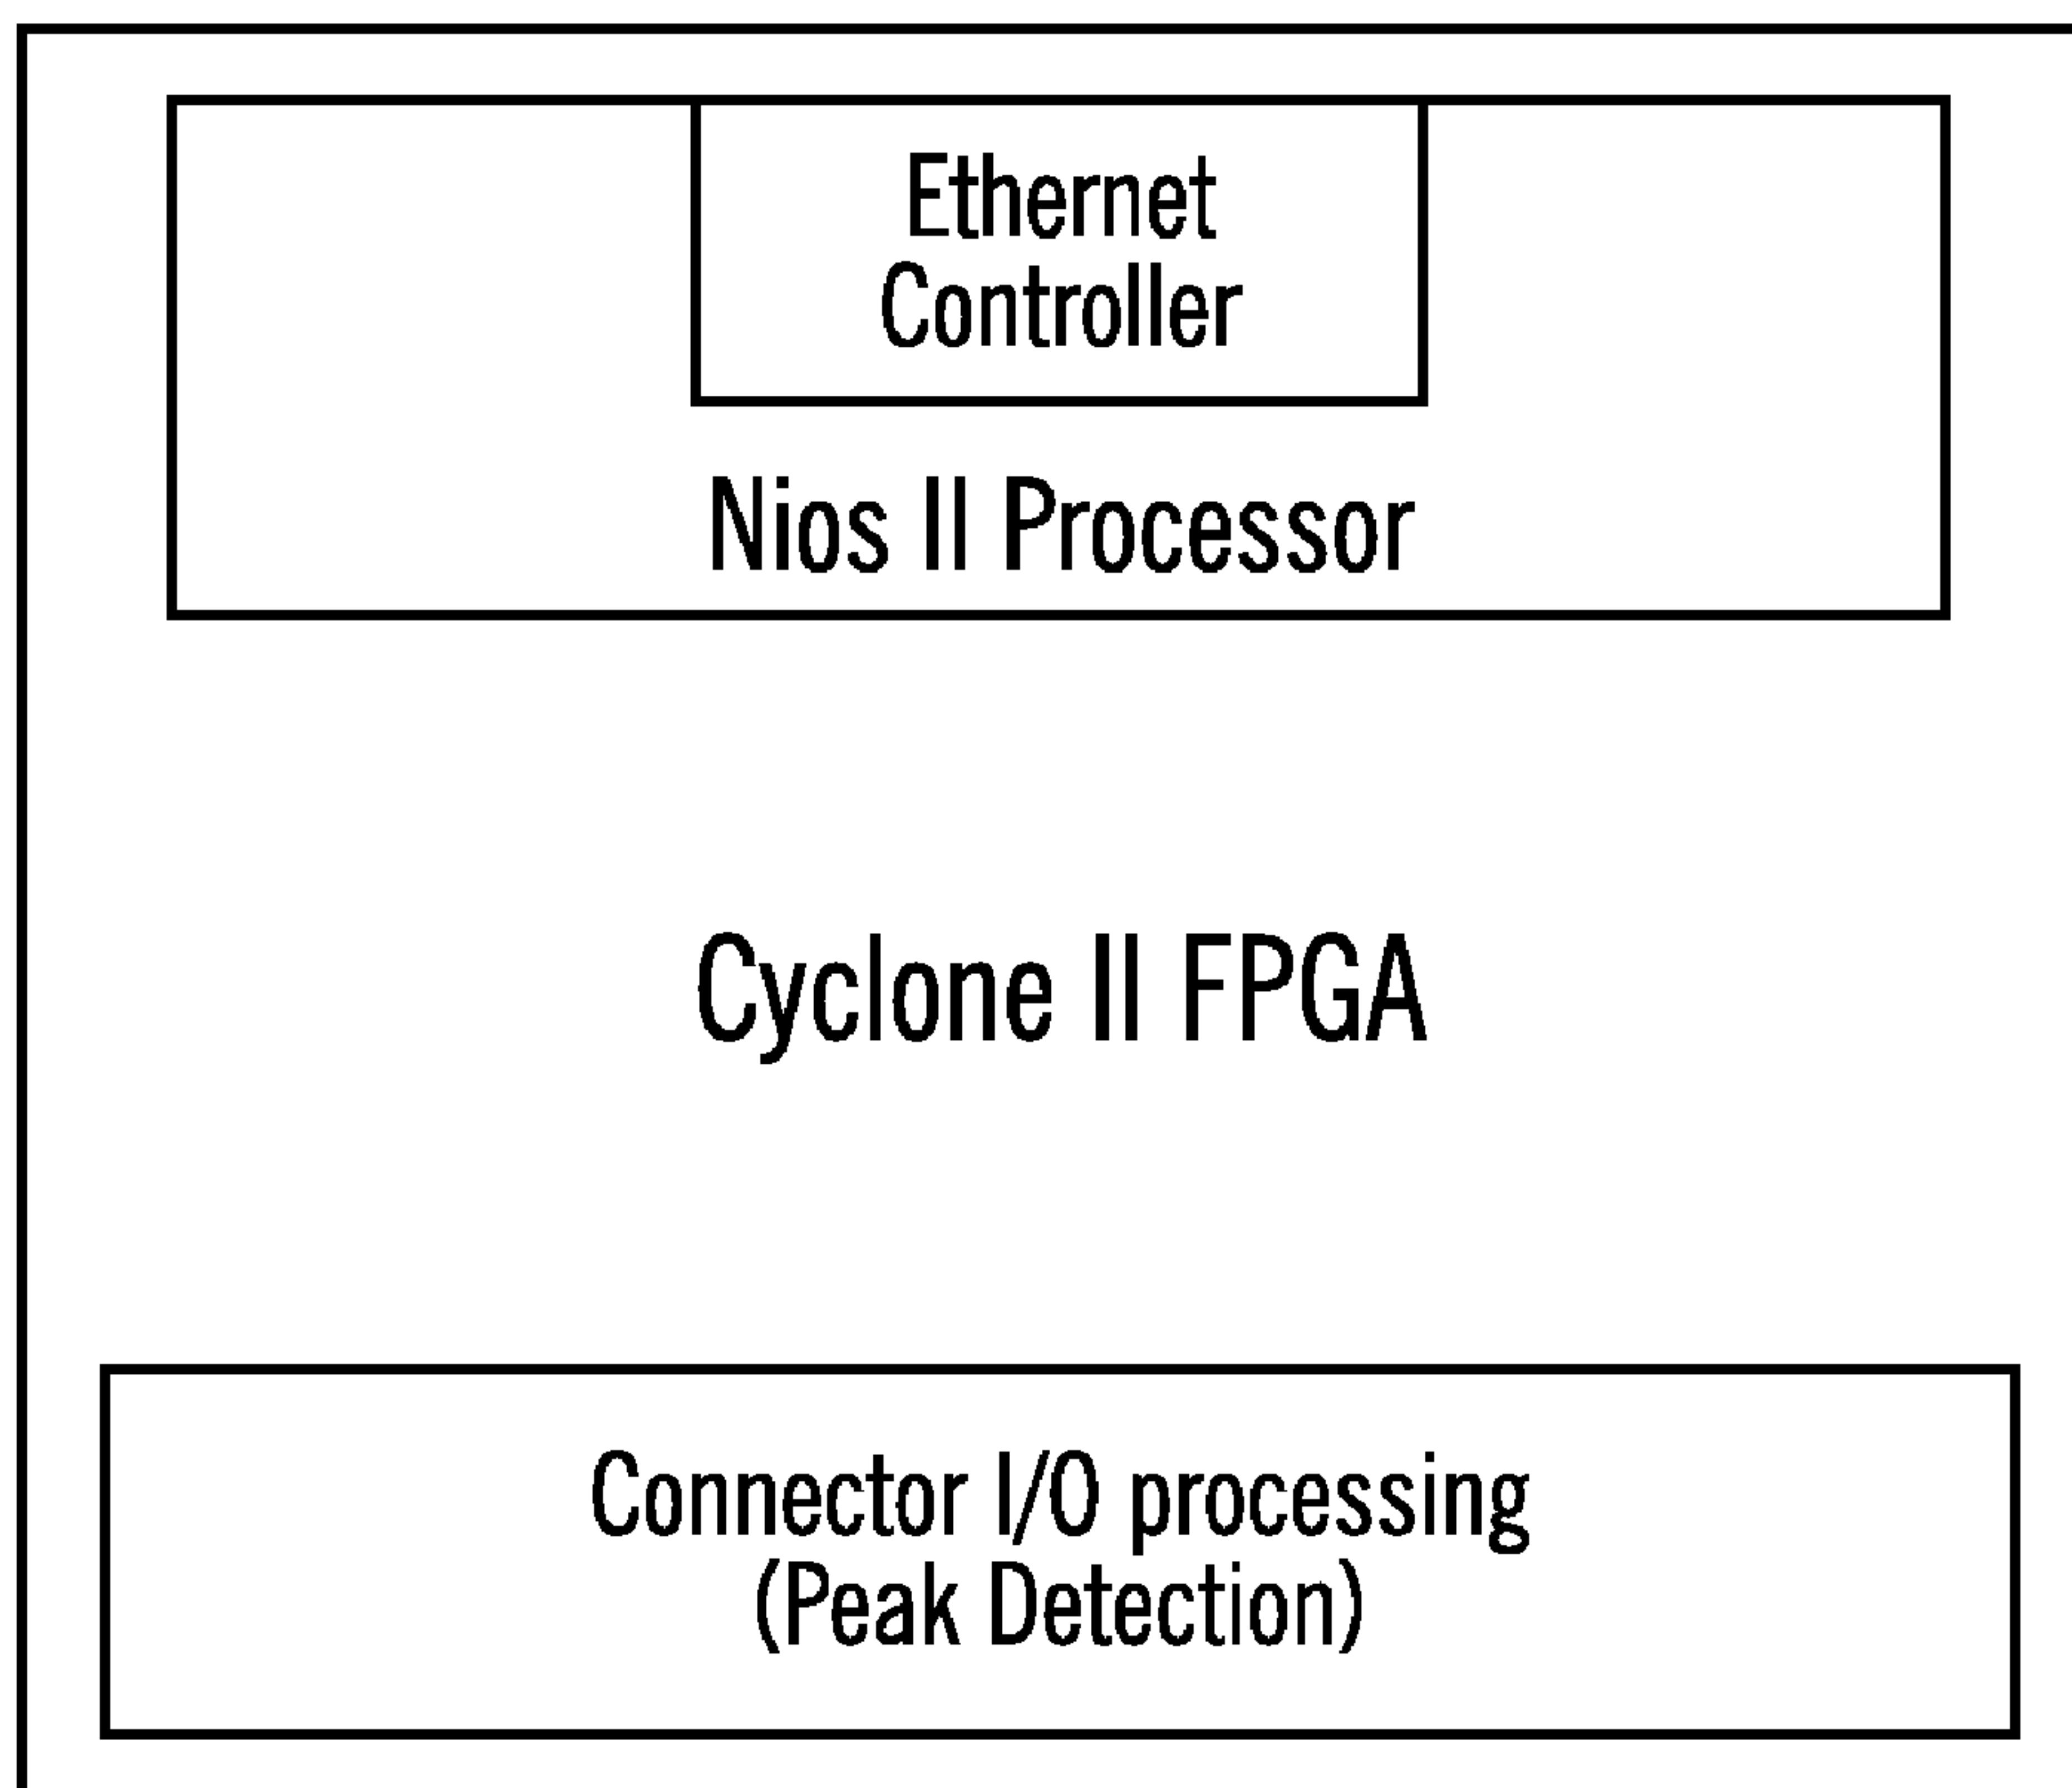 Ethernet
Controller
Nios II Processor
Cyclone II FPGA
Connector I/O processing
(Peak Detection)